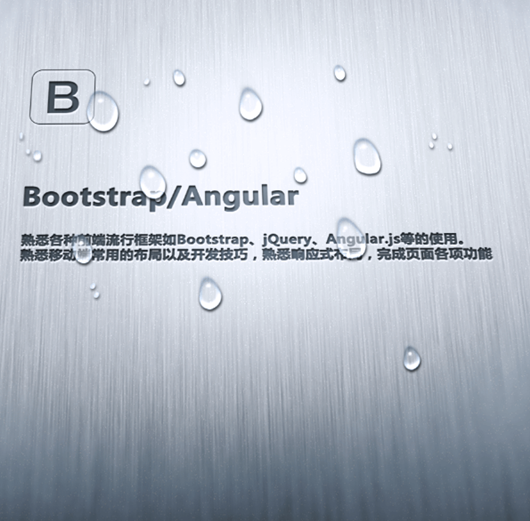 B
Bootstrap/Angular
熟悉各种前端流行框架如Bootstrap、jQuery、Angular.js等的使用。
熟悉移动端常用的布局以及开发技巧，熟悉响应式布局，完成页面各项功能